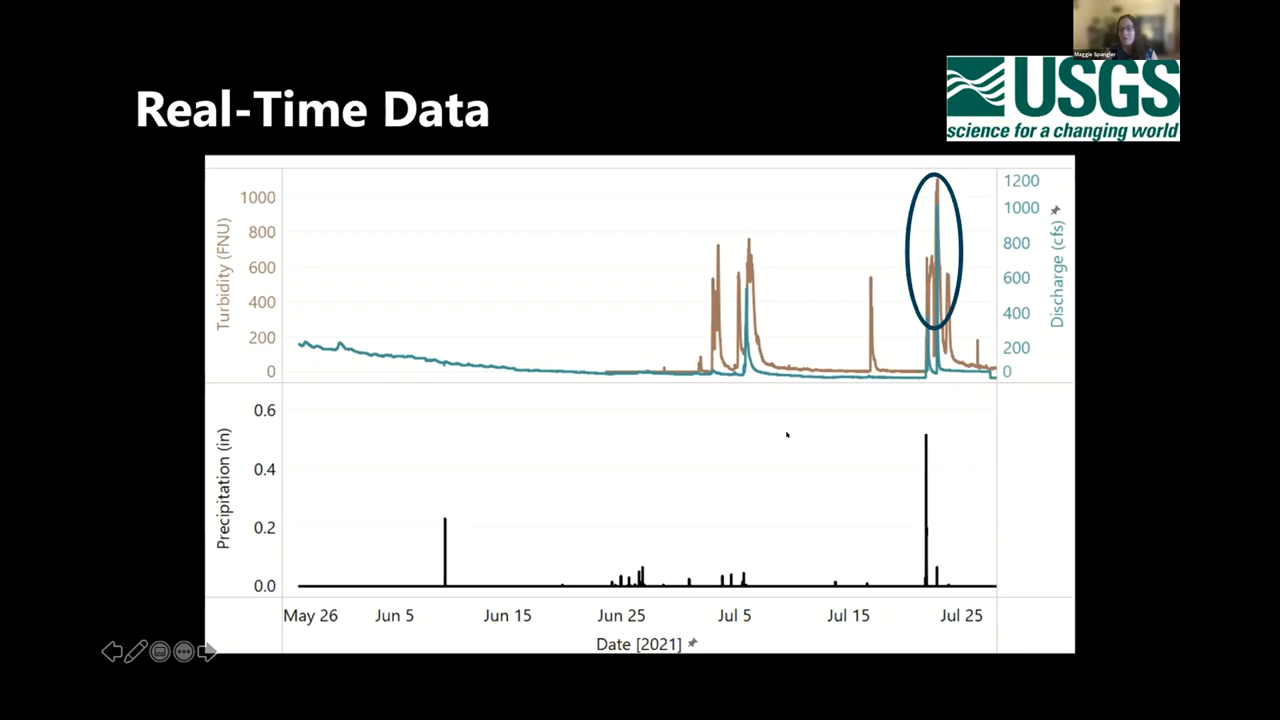 Maggie Spangler
Real-Time Data
USGS
science for a changing world
Turbidity (FNU)
1000
800
600
400
200
0
1200
1000
800
600
400
200
0
Discharge (cfs)
Precipitation (in)
0.6
0.4
0.2
0.0
May 26 Jun 5 Jun 15 Jun 25 Jul 5 Jul 15 Jul 25
Date [2021]